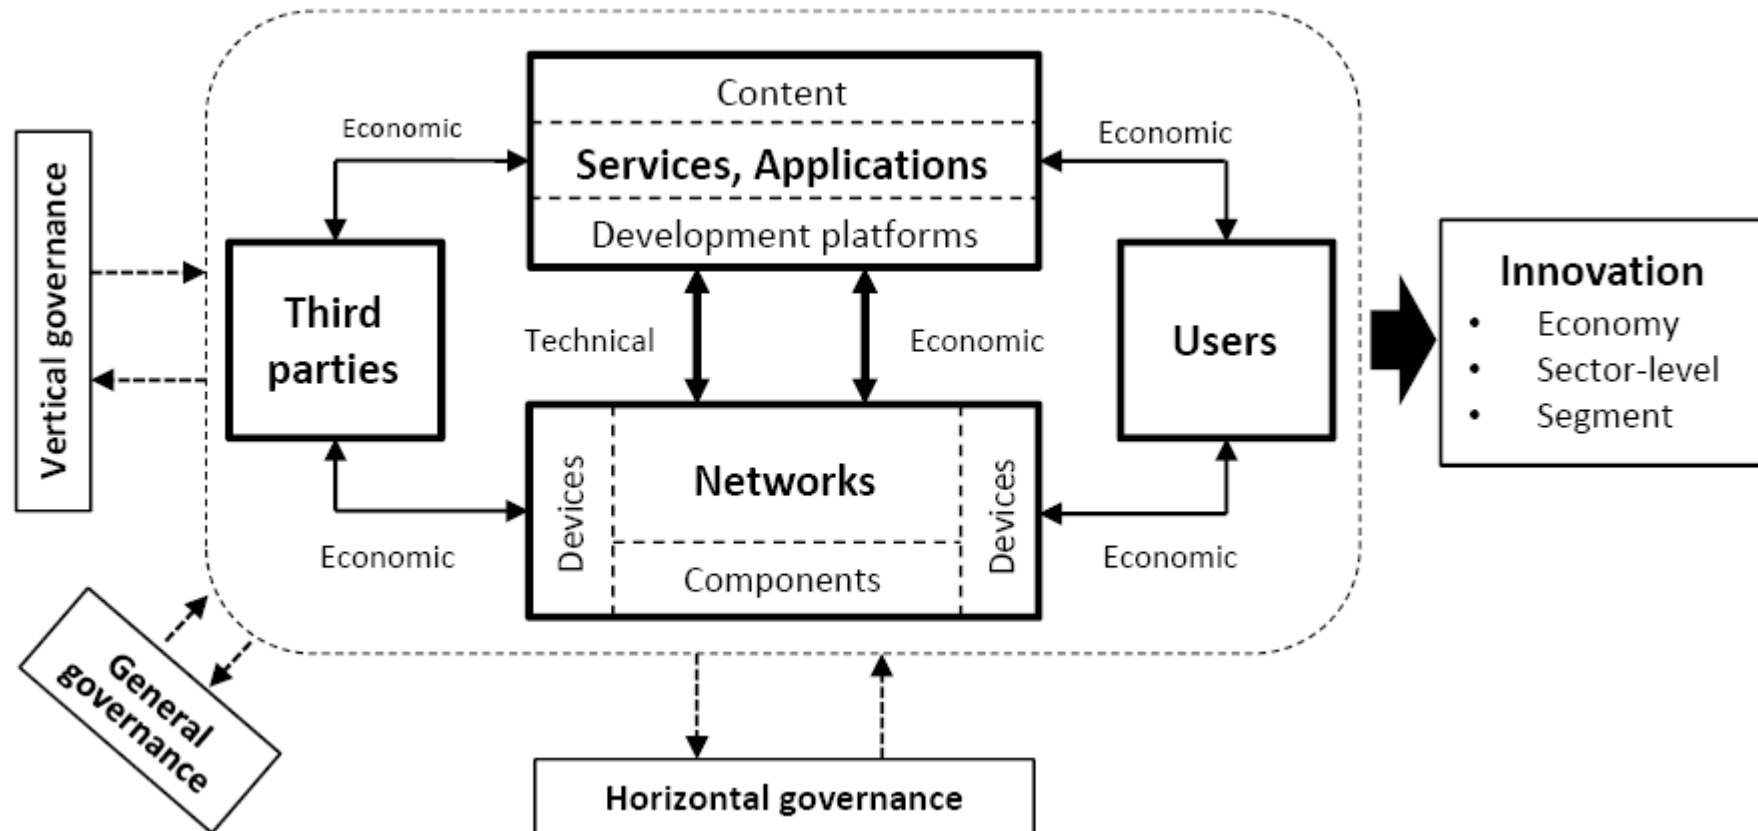 Content
Economic
Economic
Services, Applications
Development platforms
Vertical governance
Third
parties
Technical
Economic
Users
Innovation
• Economy
• Sector-level
• Segment
Devices
Networks
Devices
Components
Economic
Economic
General
governance
Horizontal governance